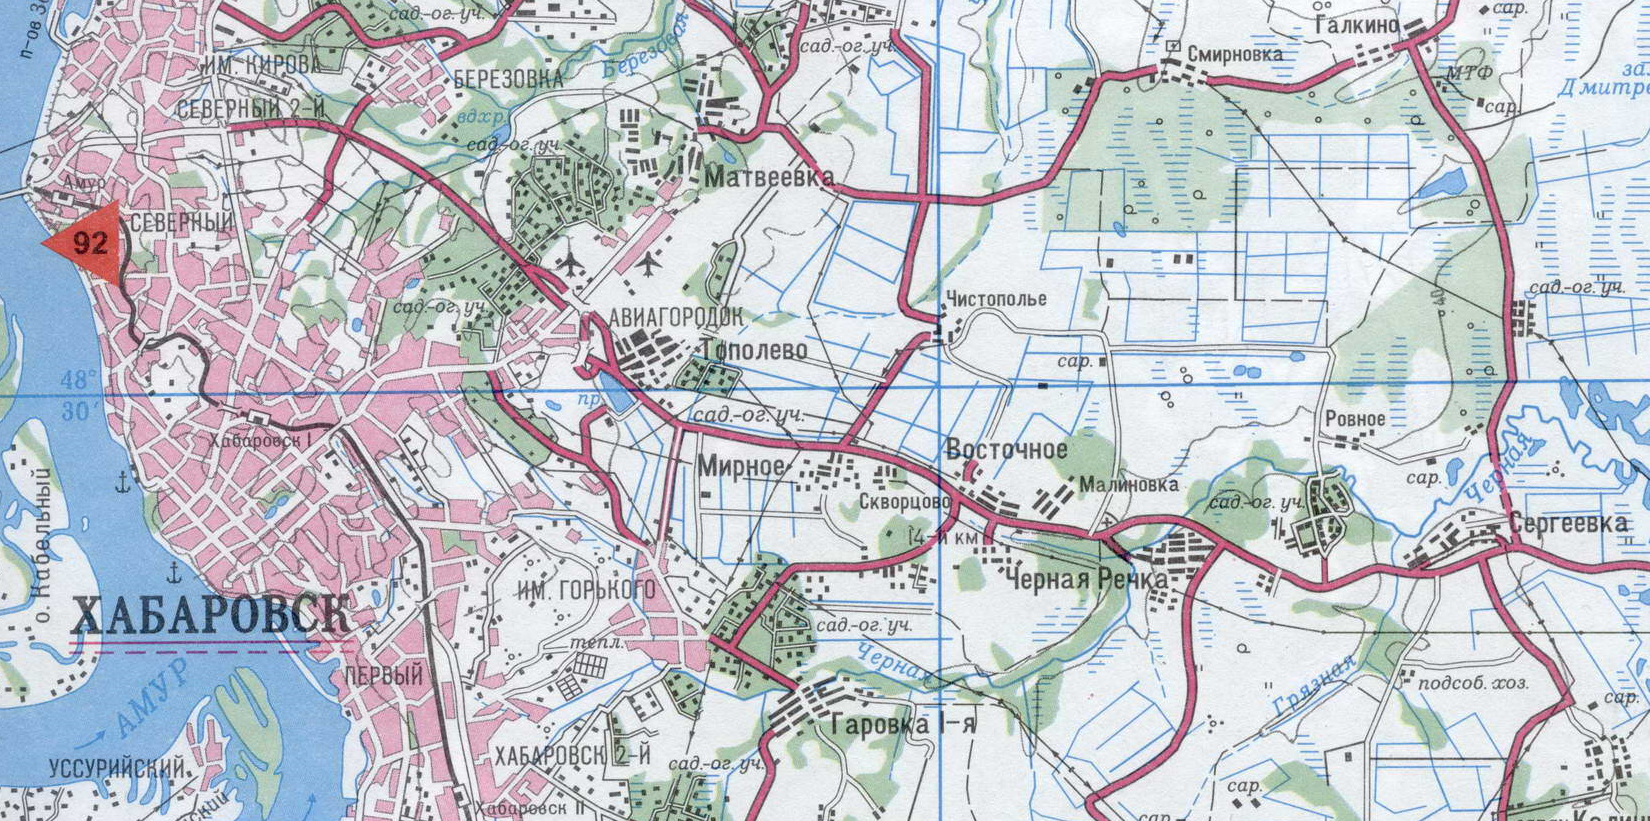 сад.-ог. уч.
сад.-ог. уч.
Галкино
сар.
ИМ. КИРОВА
БЕРЕЗОВКА
Березовая
Смирновка
МТФ
сар.
СЕВЕРНЫЙ 2-Й
вдхр.
сад.-ог. уч.
Амур
Матвеевка
СЕВЕРНЫЙ
92
сад.-ог. уч.
сад.-ог. уч.
Чистополье
АВИАГОРОДОК
Тополево
сар.
48°
30′
пр.
сад.-ог. уч.
Ровное
Хабаровск I
Мирное
Восточное
Скворцово
Малиновка
сар.
Черная
сад.-ог. уч.
о. Кабельный
14-й км
Сергеевка
Черная Речка
ИМ. ГОРЬКОГО
ХАБАРОВСК
сад.-ог. уч.
тепл.
Черная
ПЕРВЫЙ
АМУР
Грязная
подсоб. хоз.
сар.
Гаровка 1-я
УССУРИЙСКИЙ
ХАБАРОВСК 2-Й
сад.-ог. уч.
сар.
Хабаровск II
сар.